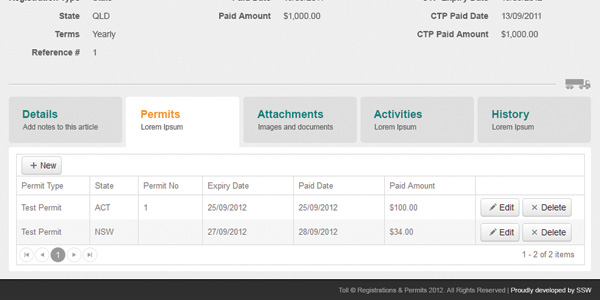 State QLD Paid Amount $1,000.00 CTP Paid Date 13/09/2011
Terms Yearly CTP Paid Amount $1,000.00
Reference # 1
Details Permits Attachments Activities History
Add notes to this article Lorem Ipsum Images and documents Lorem Ipsum Lorem Ipsum
+ New
Permit Type State Permit No Expiry Date Paid Date Paid Amount
Test Permit ACT 1 25/09/2012 25/09/2012 $100.00 Edit Delete
Test Permit NSW 27/09/2012 28/09/2012 $34.00 Edit Delete
1 1 - 2 of 2 items
Toll ® Registrations & Permits 2012. All Rights Reserved | Proudly developed by SSW